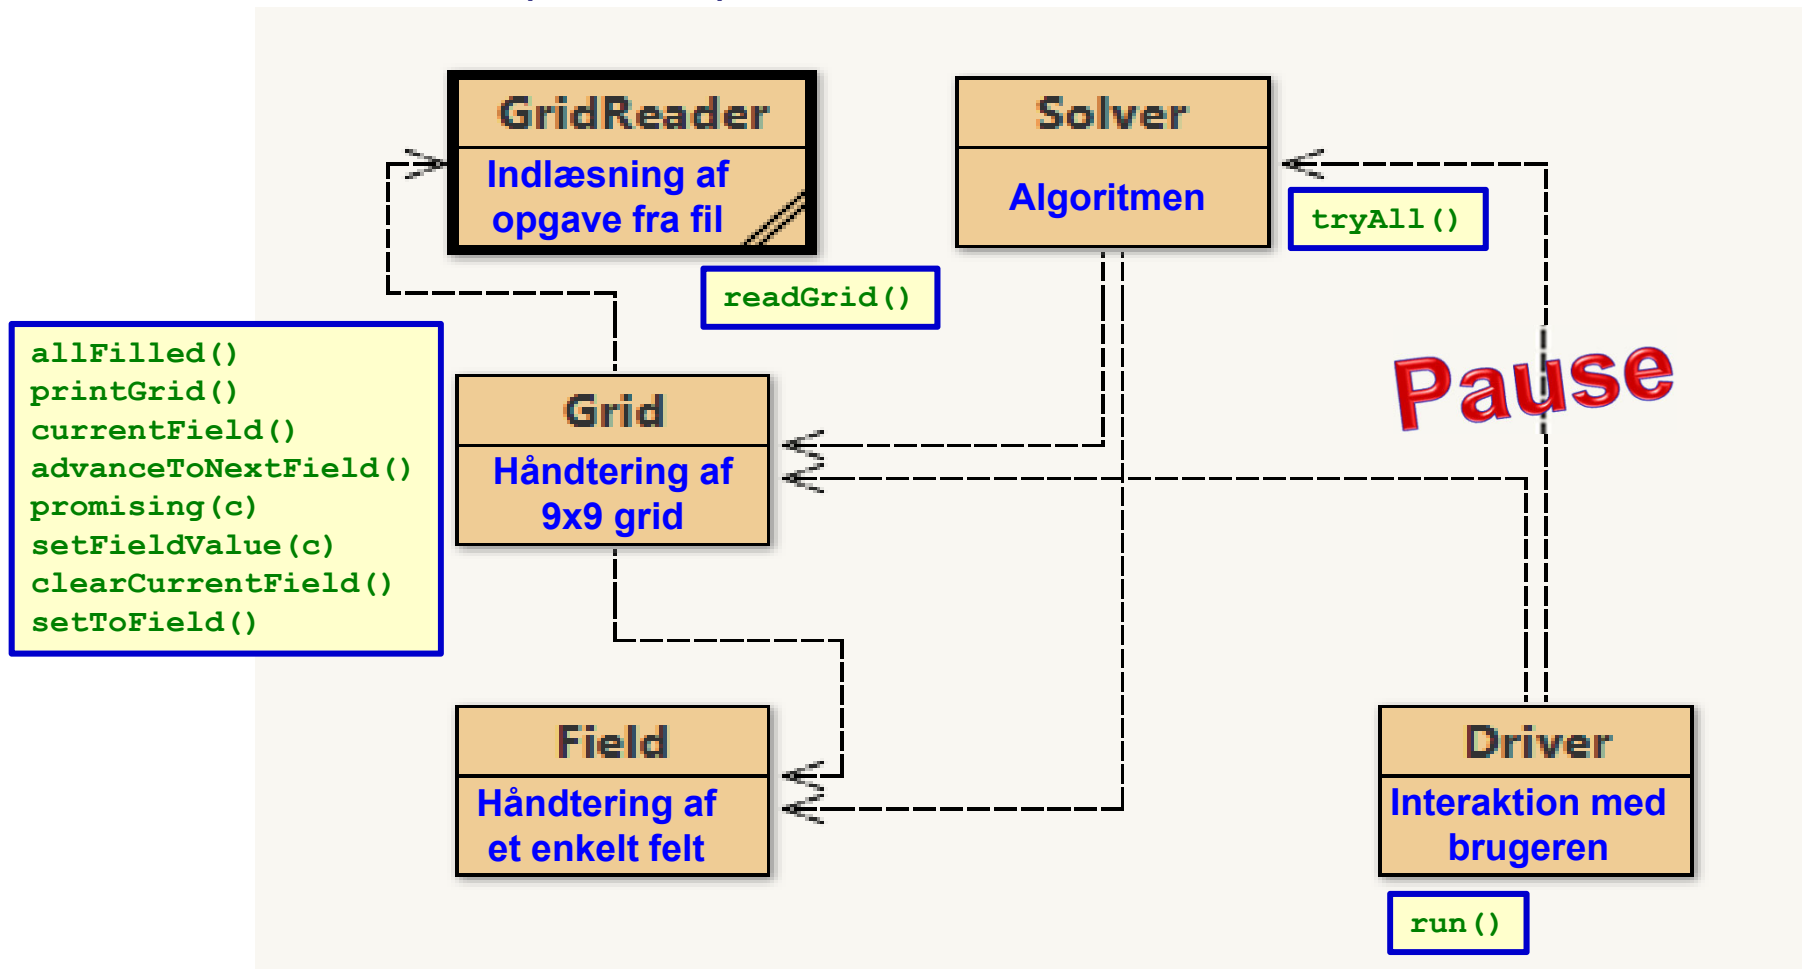 GridReader
Indlæsning af
opgave fra fil
readGrid()
Solver
Algoritmen
tryAll()
allFilled()
printGrid()
currentField()
advanceToNextField()
promising(c)
setFieldValue(c)
clearCurrentField()
setToField()
Grid
Håndtering af
9x9 grid
Pause
Field
Håndtering af
et enkelt felt
Driver
Interaktion med
brugeren
run()